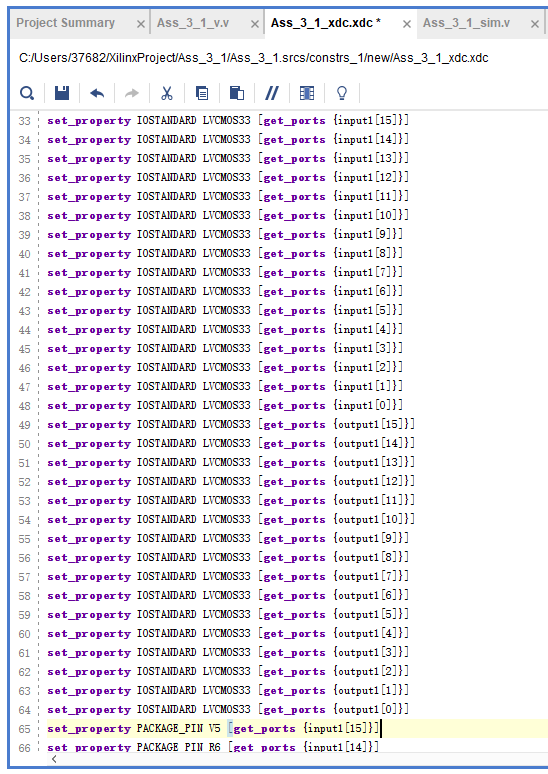 Project Summary × Ass_3_1_v.v × Ass_3_1_xdc.xdc * × Ass_3_1_sim.v ×
C:/Users/37682/XilinxProject/Ass_3_1/Ass_3_1.srcs/constrs_1/new/Ass_3_1_xdc.xdc
33 set_property IOSTANDARD LVCMOS33 [get_ports {input1[15]}]
34 set_property IOSTANDARD LVCMOS33 [get_ports {input1[14]}]
35 set_property IOSTANDARD LVCMOS33 [get_ports {input1[13]}]
36 set_property IOSTANDARD LVCMOS33 [get_ports {input1[12]}]
37 set_property IOSTANDARD LVCMOS33 [get_ports {input1[11]}]
38 set_property IOSTANDARD LVCMOS33 [get_ports {input1[10]}]
39 set_property IOSTANDARD LVCMOS33 [get_ports {input1[9]}]
40 set_property IOSTANDARD LVCMOS33 [get_ports {input1[8]}]
41 set_property IOSTANDARD LVCMOS33 [get_ports {input1[7]}]
42 set_property IOSTANDARD LVCMOS33 [get_ports {input1[6]}]
43 set_property IOSTANDARD LVCMOS33 [get_ports {input1[5]}]
44 set_property IOSTANDARD LVCMOS33 [get_ports {input1[4]}]
45 set_property IOSTANDARD LVCMOS33 [get_ports {input1[3]}]
46 set_property IOSTANDARD LVCMOS33 [get_ports {input1[2]}]
47 set_property IOSTANDARD LVCMOS33 [get_ports {input1[1]}]
48 set_property IOSTANDARD LVCMOS33 [get_ports {input1[0]}]
49 set_property IOSTANDARD LVCMOS33 [get_ports {output1[15]}]
50 set_property IOSTANDARD LVCMOS33 [get_ports {output1[14]}]
51 set_property IOSTANDARD LVCMOS33 [get_ports {output1[13]}]
52 set_property IOSTANDARD LVCMOS33 [get_ports {output1[12]}]
53 set_property IOSTANDARD LVCMOS33 [get_ports {output1[11]}]
54 set_property IOSTANDARD LVCMOS33 [get_ports {output1[10]}]
55 set_property IOSTANDARD LVCMOS33 [get_ports {output1[9]}]
56 set_property IOSTANDARD LVCMOS33 [get_ports {output1[8]}]
57 set_property IOSTANDARD LVCMOS33 [get_ports {output1[7]}]
58 set_property IOSTANDARD LVCMOS33 [get_ports {output1[6]}]
59 set_property IOSTANDARD LVCMOS33 [get_ports {output1[5]}]
60 set_property IOSTANDARD LVCMOS33 [get_ports {output1[4]}]
61 set_property IOSTANDARD LVCMOS33 [get_ports {output1[3]}]
62 set_property IOSTANDARD LVCMOS33 [get_ports {output1[2]}]
63 set_property IOSTANDARD LVCMOS33 [get_ports {output1[1]}]
64 set_property IOSTANDARD LVCMOS33 [get_ports {output1[0]}]
65 set_property PACKAGE_PIN V5 [get_ports {input1[15]}]
66 set_property PACKAGE_PIN R6 [get_ports {input1[14]}]